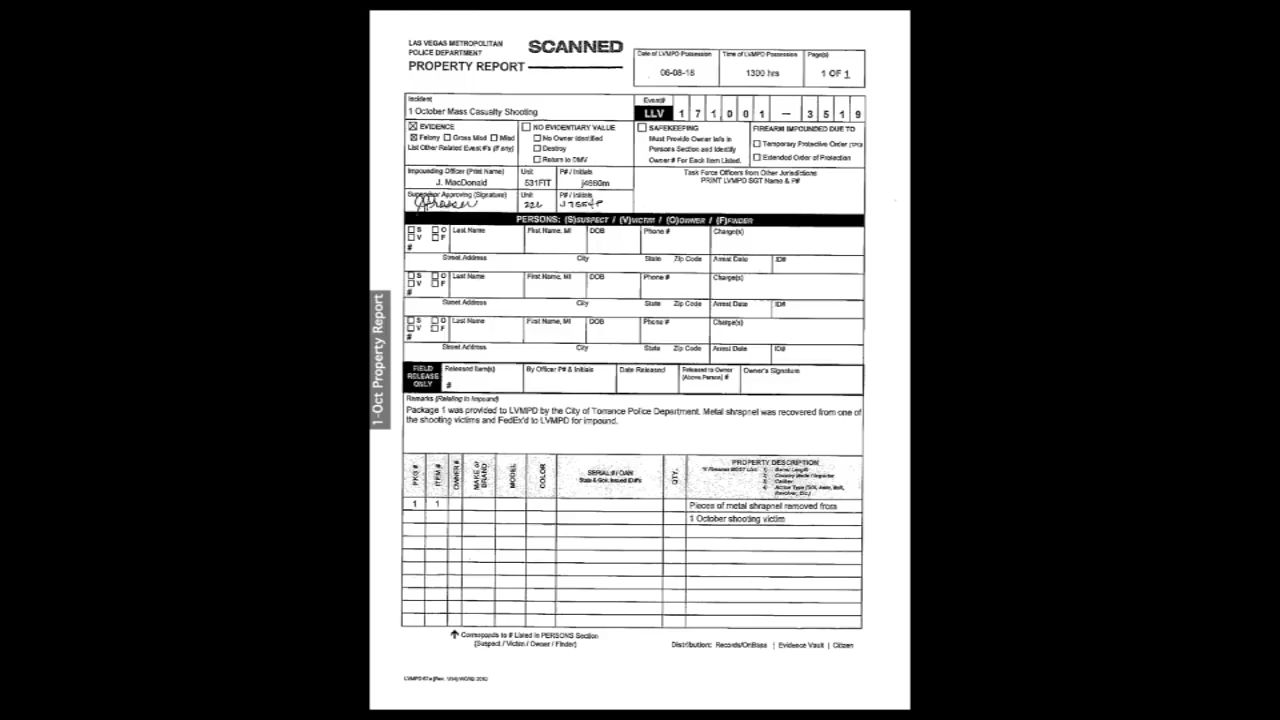 LAS VEGAS METROPOLITAN
POLICE DEPARTMENT
PROPERTY REPORT
SCANNED
Date of LVMPD Possession
06-08-18
Time of LVMPD Possession
1300 hrs
Page(s)
1 OF 1
Incident
1 October Mass Casualty Shooting
Event#
LLV 1 7 1 0 0 1 — 3 5 1 9
EVIDENCE
Felony Gross Misd Misd
List Other Related Event #'s (if any)
NO EVIDENTIARY VALUE
No Owner Identified
Destroy
Return to DMV
SAFEKEEPING
Must Provide Owner Info in
Persons Section and Identify
Owner # For Each Item Listed.
FIREARM IMPOUNDED DUE TO
Temporary Protective Order (TPO)
Extended Order of Protection
Impounding Officer (Print Name)
J. MacDonald
Unit
531FIT
P# / Initials
j4660m
Task Force Officers from Other Jurisdictions
PRINT LVMPD SGT Name & P#
Supervisor Approving (Signature)
Unit
P# / Initials
PERSONS: (S)USPECT / (V)ICTIM / (O)WNER / (F)INDER
S O Last Name First Name, MI DOB Phone # Charge(s)
V F
#
Street Address City State Zip Code Arrest Date ID#
S O Last Name First Name, MI DOB Phone # Charge(s)
V F
#
Street Address City State Zip Code Arrest Date ID#
S O Last Name First Name, MI DOB Phone # Charge(s)
V F
#
Street Address City State Zip Code Arrest Date ID#
FIELD
RELEASE
ONLY
Released Item(s)
#
By Officer P# & Initials
Date Released
Released to Owner
(Above Person) #
Owner's Signature
Remarks (Relating to Impound)
Package 1 was provided to LVMPD by the City of Torrance Police Department. Metal shrapnel was recovered from one of
the shooting victims and FedEx'd to LVMPD for impound.
PKG #
ITEM #
OWNER #
MAKE OR
BRAND
MODEL
COLOR
SERIAL # / OAN
State & Gov. Issued ID#'s
QTY.
PROPERTY DESCRIPTION
1 1 Pieces of metal shrapnel removed from
1 October shooting victim
Corresponds to # Listed in PERSONS Section
(Suspect / Victim / Owner / Finder)
Distribution: Records/OnBase | Evidence Vault | Citizen
1-Oct Property Report